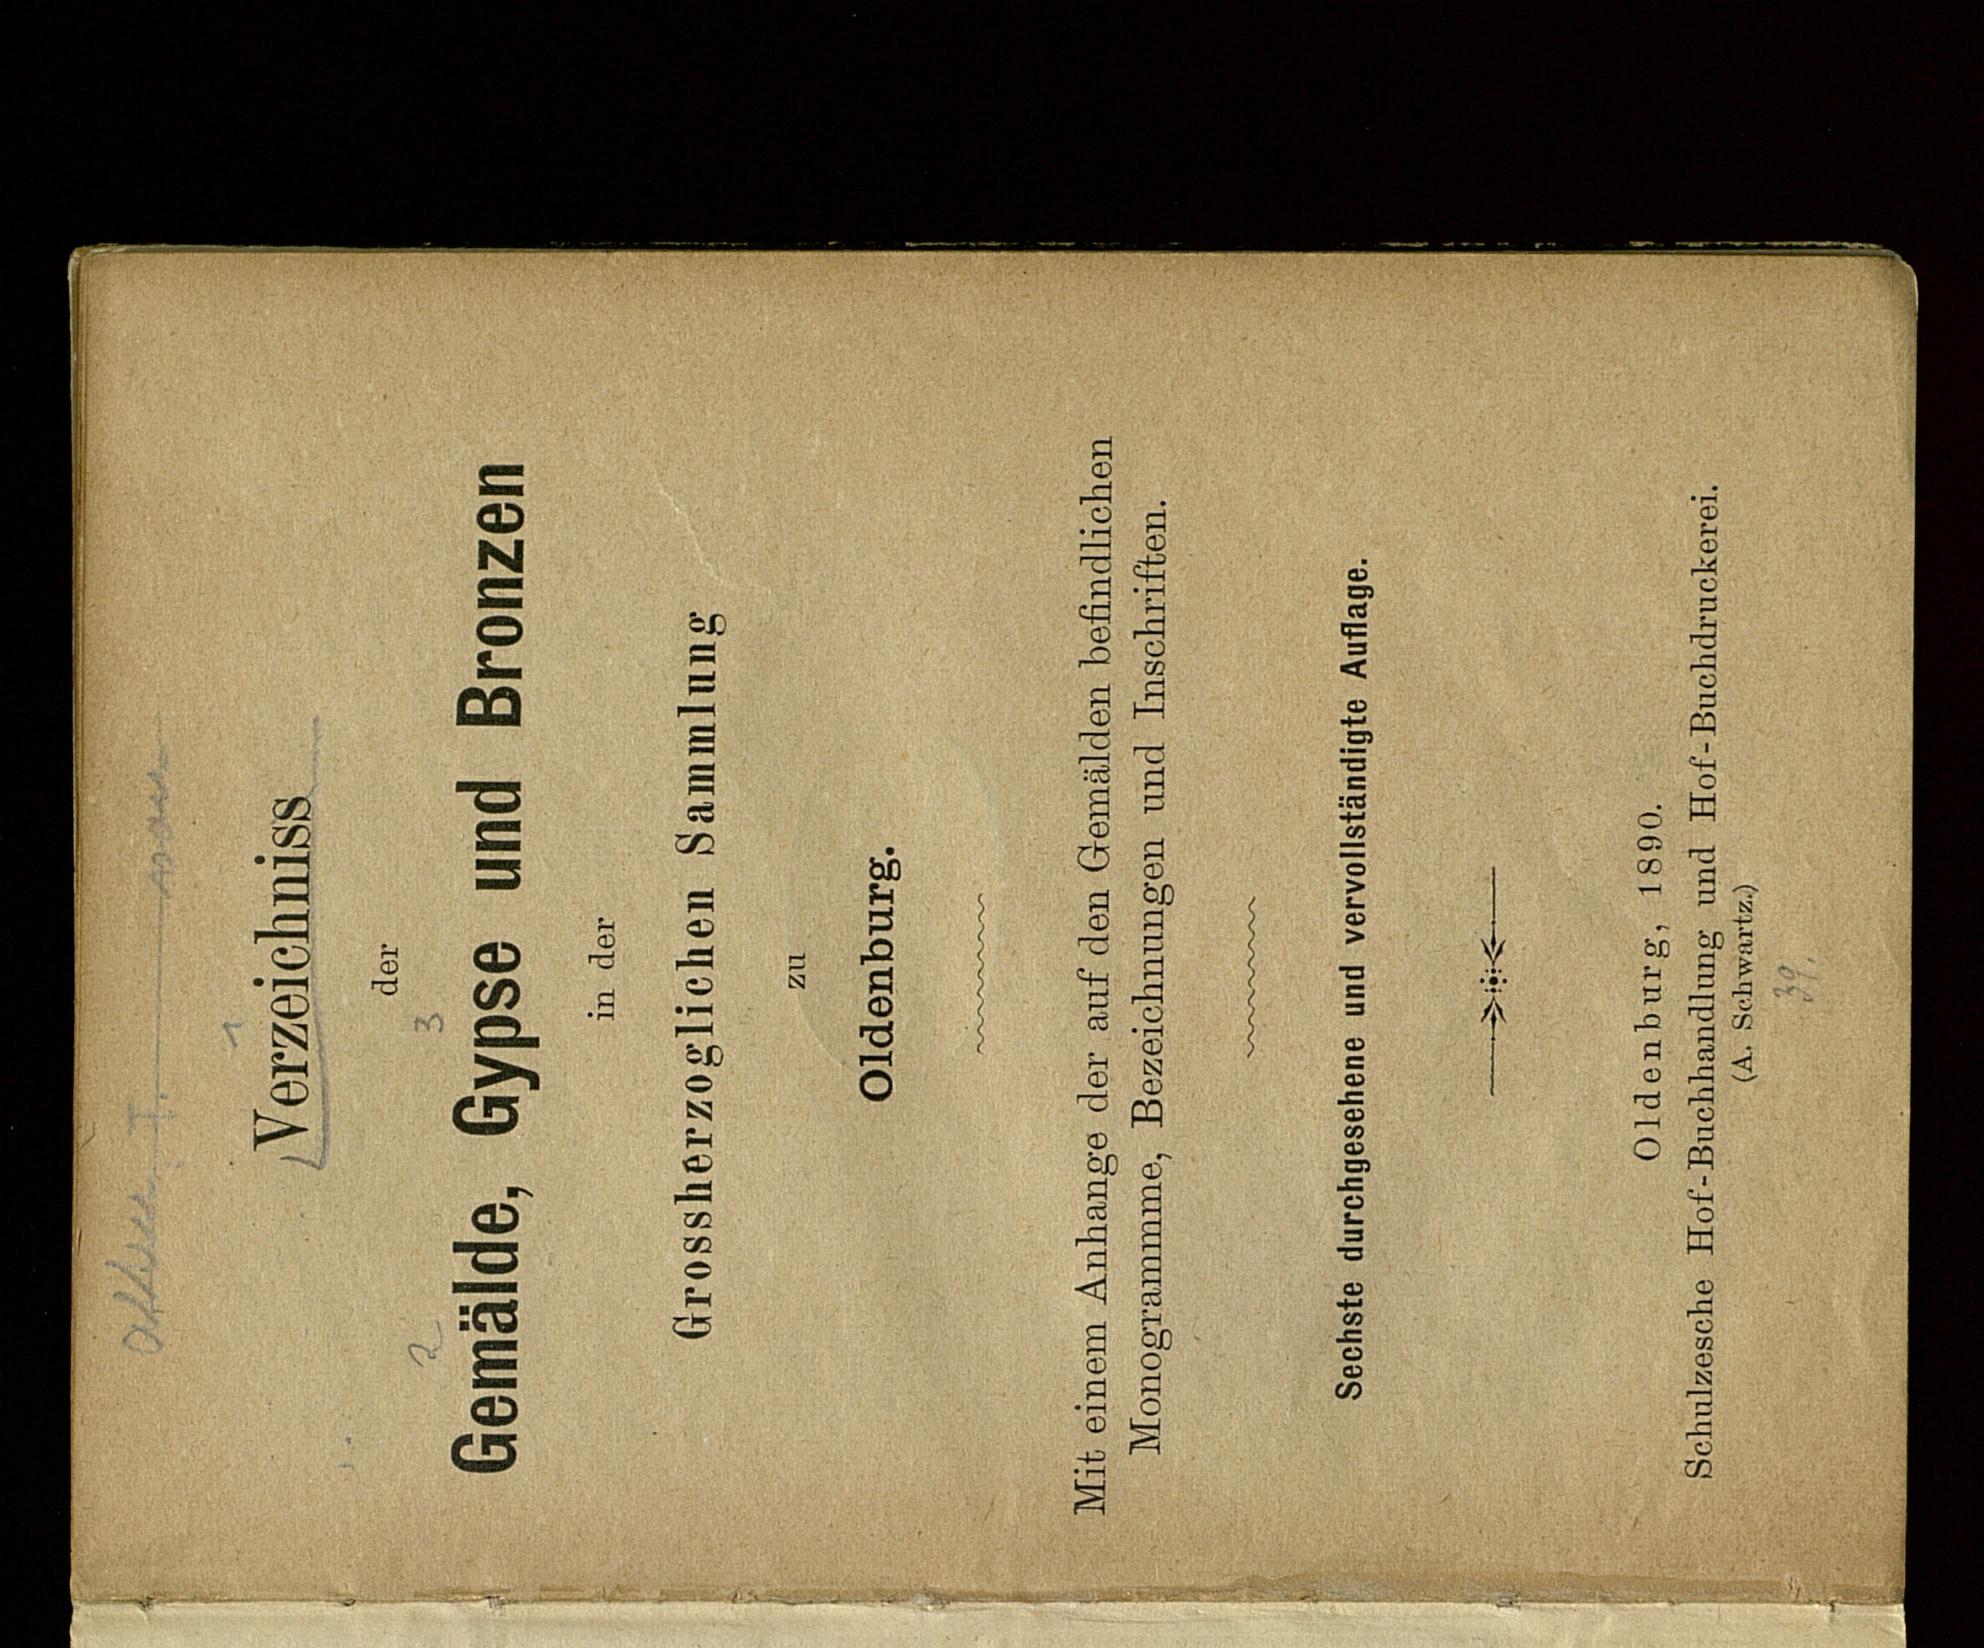 Verzeichniss
der
Gemälde, Gypse und Bronzen
in der
Grossherzoglichen Sammlung
zu
Oldenburg.
Mit einem Anhange der auf den Gemälden befindlichen
Monogramme, Bezeichnungen und Inschriften.
Sechste durchgesehene und vervollständigte Auflage.
Oldenburg, 1890.
Schulzesche Hof-Buchhandlung und Hof-Buchdruckerei.
(A. Schwartz.)
39.